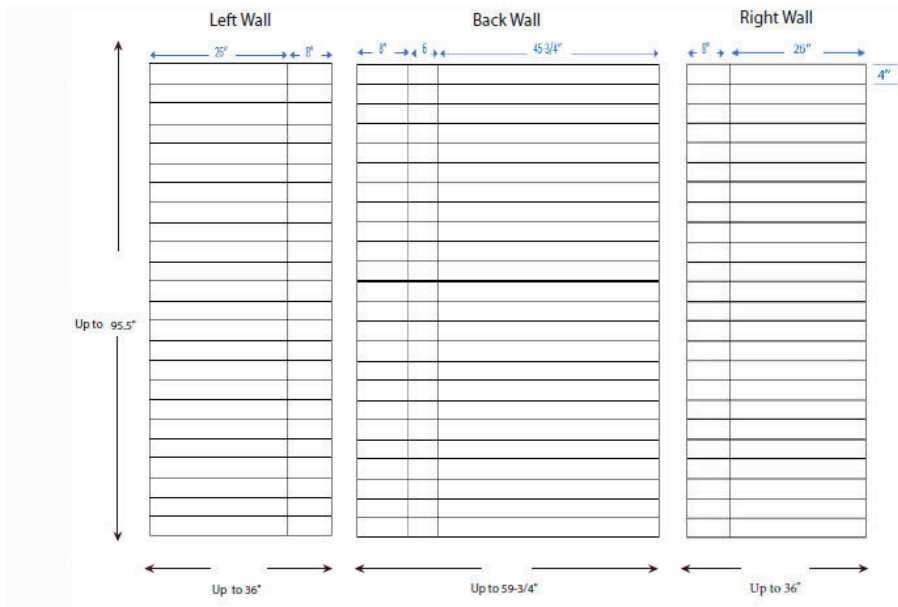 Left Wall
Back Wall
Right Wall
26"
8"
8"
6
45-3/4"
8"
26"
4"
Up to 95.5"
Up to 36"
Up to 59-3/4"
Up to 36"